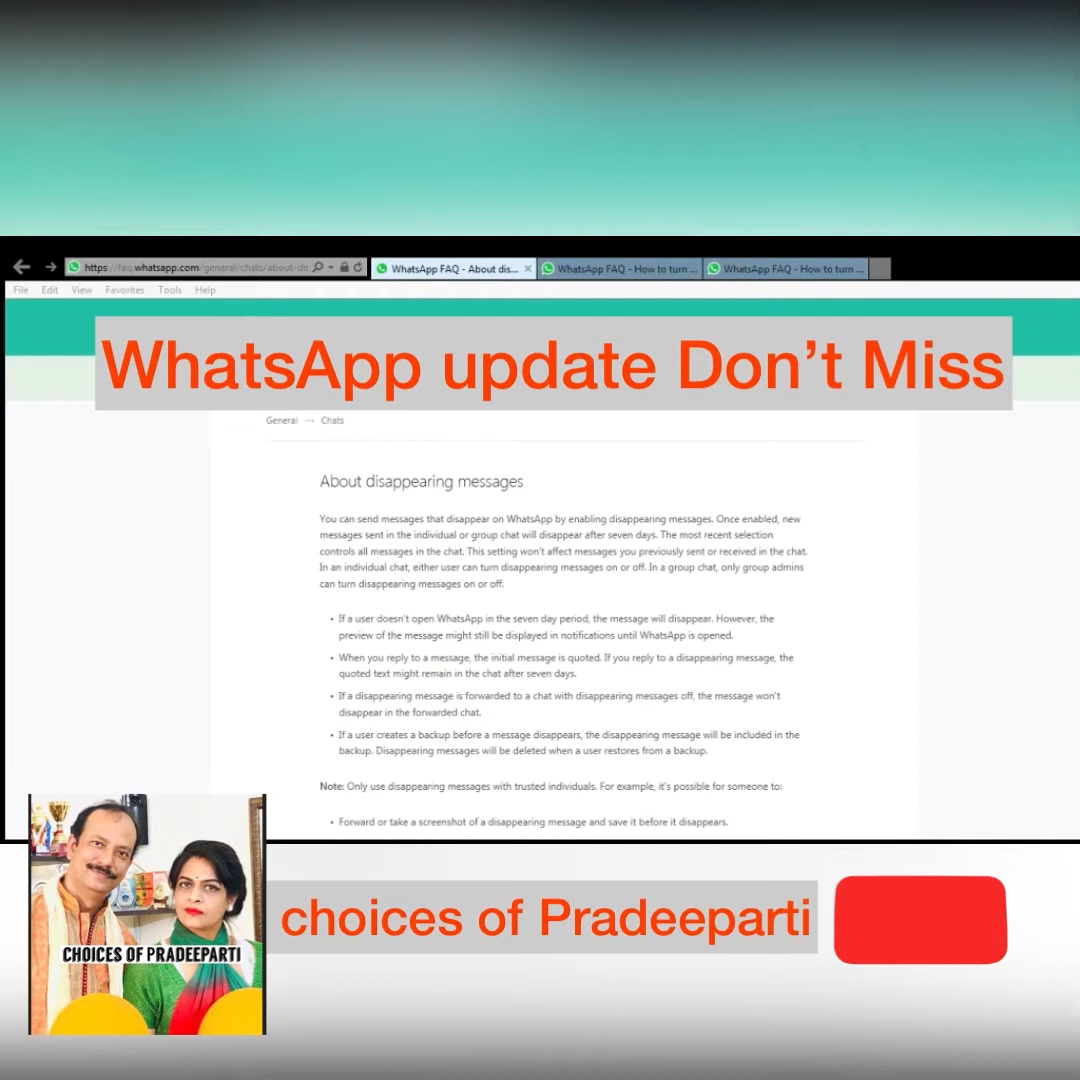 https://faq.whatsapp.com/general/chats/about-dis
WhatsApp FAQ - About dis...
WhatsApp FAQ - How to turn ...
WhatsApp FAQ - How to turn ...
File Edit View Favorites Tools Help
WhatsApp update Don’t Miss
General → Chats
About disappearing messages
You can send messages that disappear on WhatsApp by enabling disappearing messages. Once enabled, new
messages sent in the individual or group chat will disappear after seven days. The most recent selection
controls all messages in the chat. This setting won't affect messages you previously sent or received in the chat.
In an individual chat, either user can turn disappearing messages on or off. In a group chat, only group admins
can turn disappearing messages on or off.
• If a user doesn't open WhatsApp in the seven day period, the message will disappear. However, the
preview of the message might still be displayed in notifications until WhatsApp is opened.
• When you reply to a message, the initial message is quoted. If you reply to a disappearing message, the
quoted text might remain in the chat after seven days.
• If a disappearing message is forwarded to a chat with disappearing messages off, the message won't
disappear in the forwarded chat.
• If a user creates a backup before a message disappears, the disappearing message will be included in the
backup. Disappearing messages will be deleted when a user restores from a backup.
Note: Only use disappearing messages with trusted individuals. For example, it's possible for someone to:
• Forward or take a screenshot of a disappearing message and save it before it disappears.
CHOICES OF PRADEEPARTI
choices of Pradeeparti